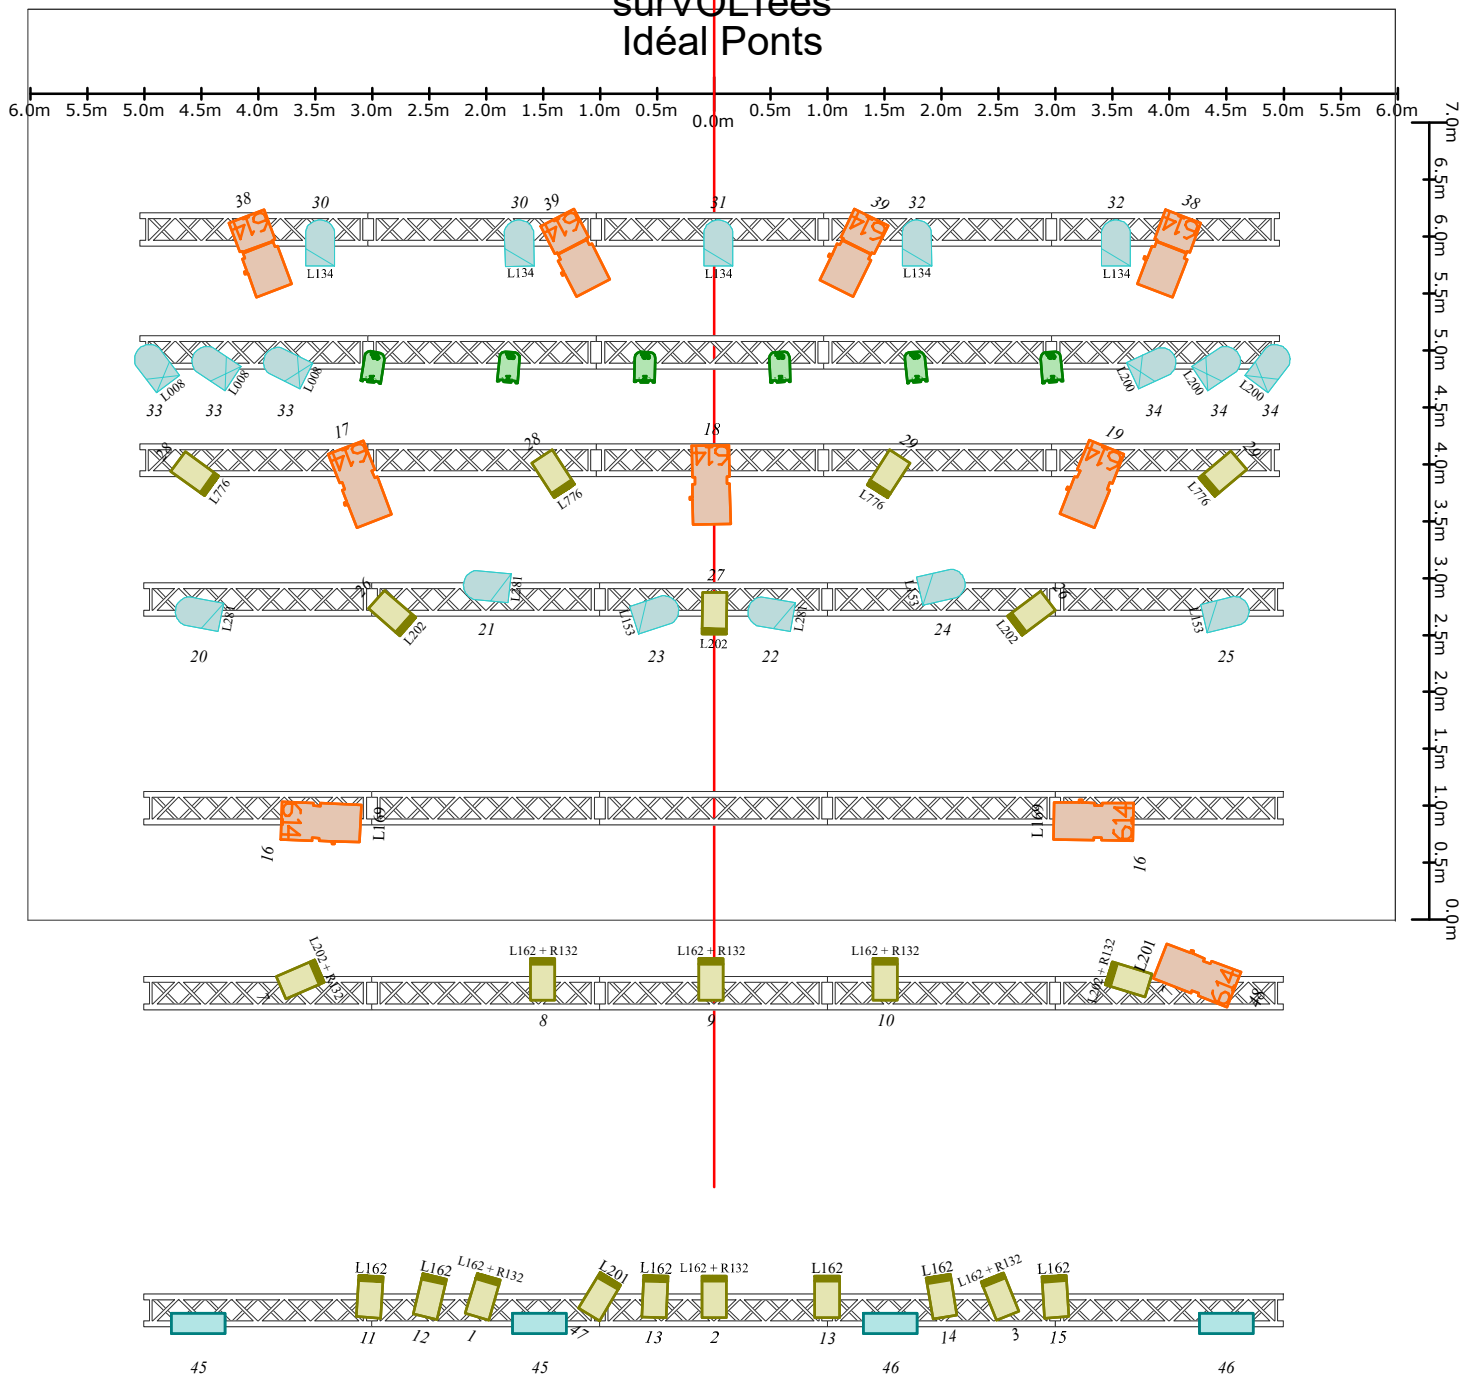 survOLTées
Idéal Ponts
6.0m 5.5m 5.0m 4.5m 4.0m 3.5m 3.0m 2.5m 2.0m 1.5m 1.0m 0.5m 0.0m 0.5m 1.0m 1.5m 2.0m 2.5m 3.0m 3.5m 4.0m 4.5m 5.0m 5.5m 6.0m
7.0m
6.5m
6.0m
5.5m
5.0m
4.5m
4.0m
3.5m
3.0m
2.5m
2.0m
1.5m
1.0m
0.5m
0.0m
38 30 30 39 31 39 32 32 38
614 614 614 614
L134 L134 L134 L134 L134
L008 L008 L008 L200 L200 L200
33 33 33 34 34 34
28 17 28 18 29 19 29
614 614 614
L776 L776 L776 L776
26 27 26
L281 L202 L281 L153 L202 L281 L153 L202 L153
20 21 23 22 24 25
614 L169 L169 614
16 16
L202 + R132 L162 + R132 L162 + R132 L162 + R132 L202 + R132 L201 614
7 8 9 10 7 48
L162 L162 L162 + R132 L201 L162 L162 + R132 L162 L162 L162 + R132 L162
11 12 1 47 13 2 13 14 3 15
45 45 46 46